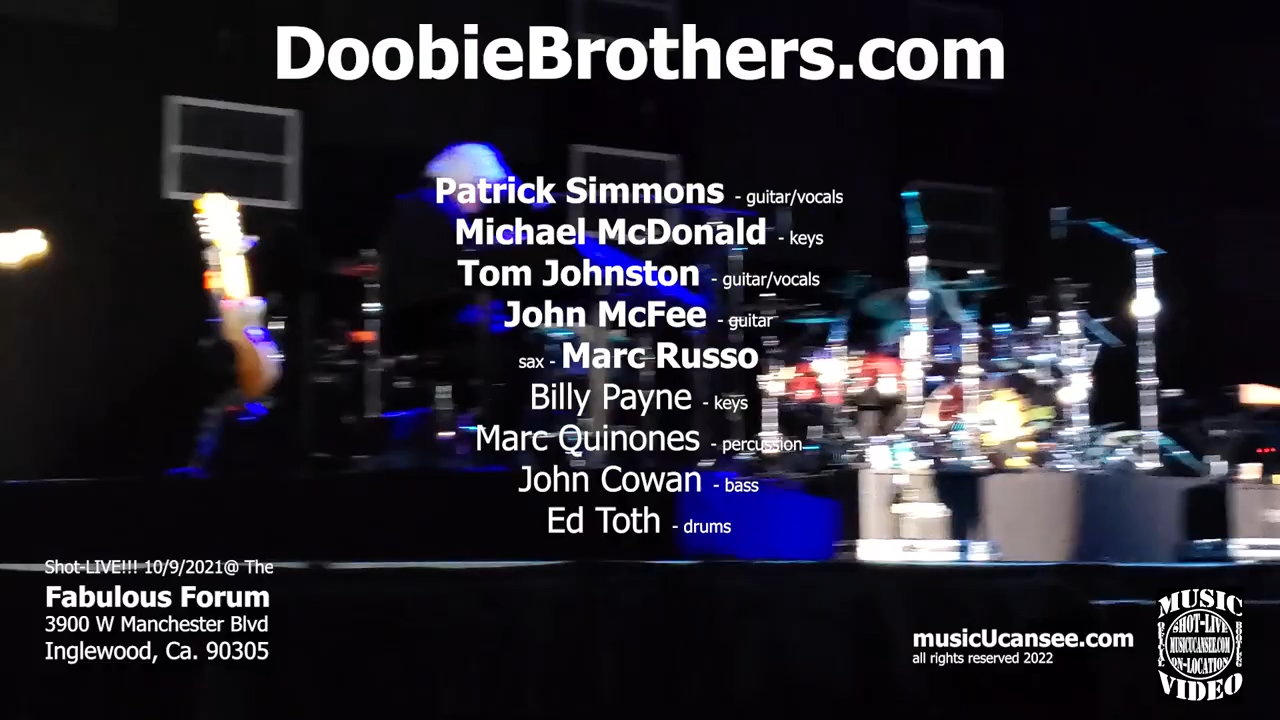 DoobieBrothers.com
Patrick Simmons - guitar/vocals
Michael McDonald - keys
Tom Johnston - guitar/vocals
John McFee - guitar
sax - Marc Russo
Billy Payne - keys
Marc Quinones - percussion
John Cowan - bass
Ed Toth - drums
Shot-LIVE!!! 10/9/2021@ The
Fabulous Forum
3900 W Manchester Blvd
Inglewood, Ca. 90305
musicUcansee.com
all rights reserved 2022
MUSIC
SHOT-LIVE
MUSICUCANSEE.COM
ON-LOCATION
VIDEO